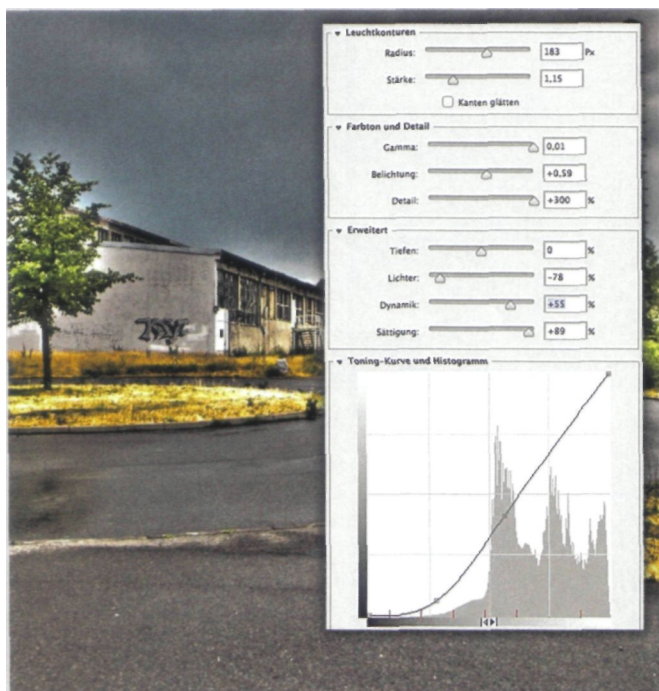 Leuchtkonturen
Radius: 183 Px
Stärke: 1,15
Kanten glätten
Farbton und Detail
Gamma: 0,01
Belichtung: +0,59
Detail: +300 %
Erweitert
Tiefen: 0 %
Lichter: -78 %
Dynamik: +55 %
Sättigung: +89 %
Toning-Kurve und Histogramm